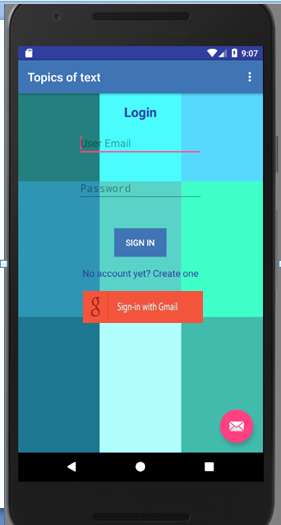 9:07
Topics of text
Login
User Email
Password
SIGN IN
No account yet? Create one
g Sign-in with Gmail